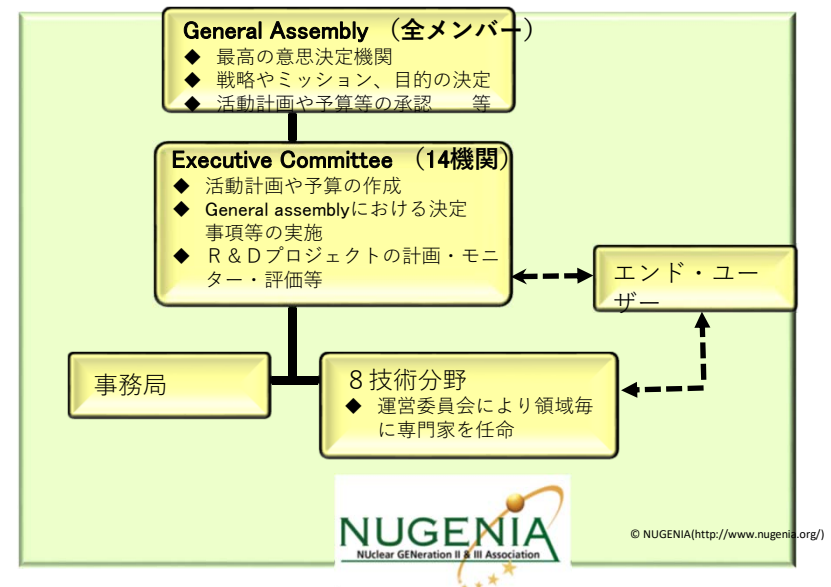 General Assembly （全メンバー）
◆ 最高の意思決定機関
◆ 戦略やミッション、目的の決定
◆ 活動計画や予算等の承認　　等
Executive Committee （14機関）
◆ 活動計画や予算の作成
◆ General assemblyにおける決定
事項等の実施
◆ Ｒ＆Ｄプロジェクトの計画・モニ
ター・評価等
エンド・ユー
ザー
事務局
８技術分野
◆ 運営委員会により領域毎
に専門家を任命
NUGENIA
NUclear GENeration II & III Association
© NUGENIA(http://www.nugenia.org/)